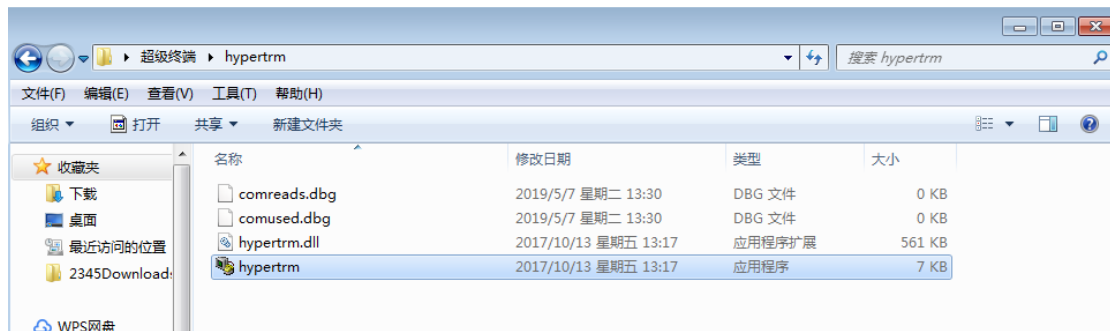 超级终端 hypertrm 搜索 hypertrm
文件(F) 编辑(E) 查看(V) 工具(T) 帮助(H)
组织 打开 共享 新建文件夹
收藏夹
下载
桌面
最近访问的位置
2345Downloads
WPS网盘
名称 修改日期 类型 大小
comreads.dbg 2019/5/7 星期二 13:30 DBG 文件 0 KB
comused.dbg 2019/5/7 星期二 13:30 DBG 文件 0 KB
hypertrm.dll 2017/10/13 星期五 13:17 应用程序扩展 561 KB
hypertrm 2017/10/13 星期五 13:17 应用程序 7 KB